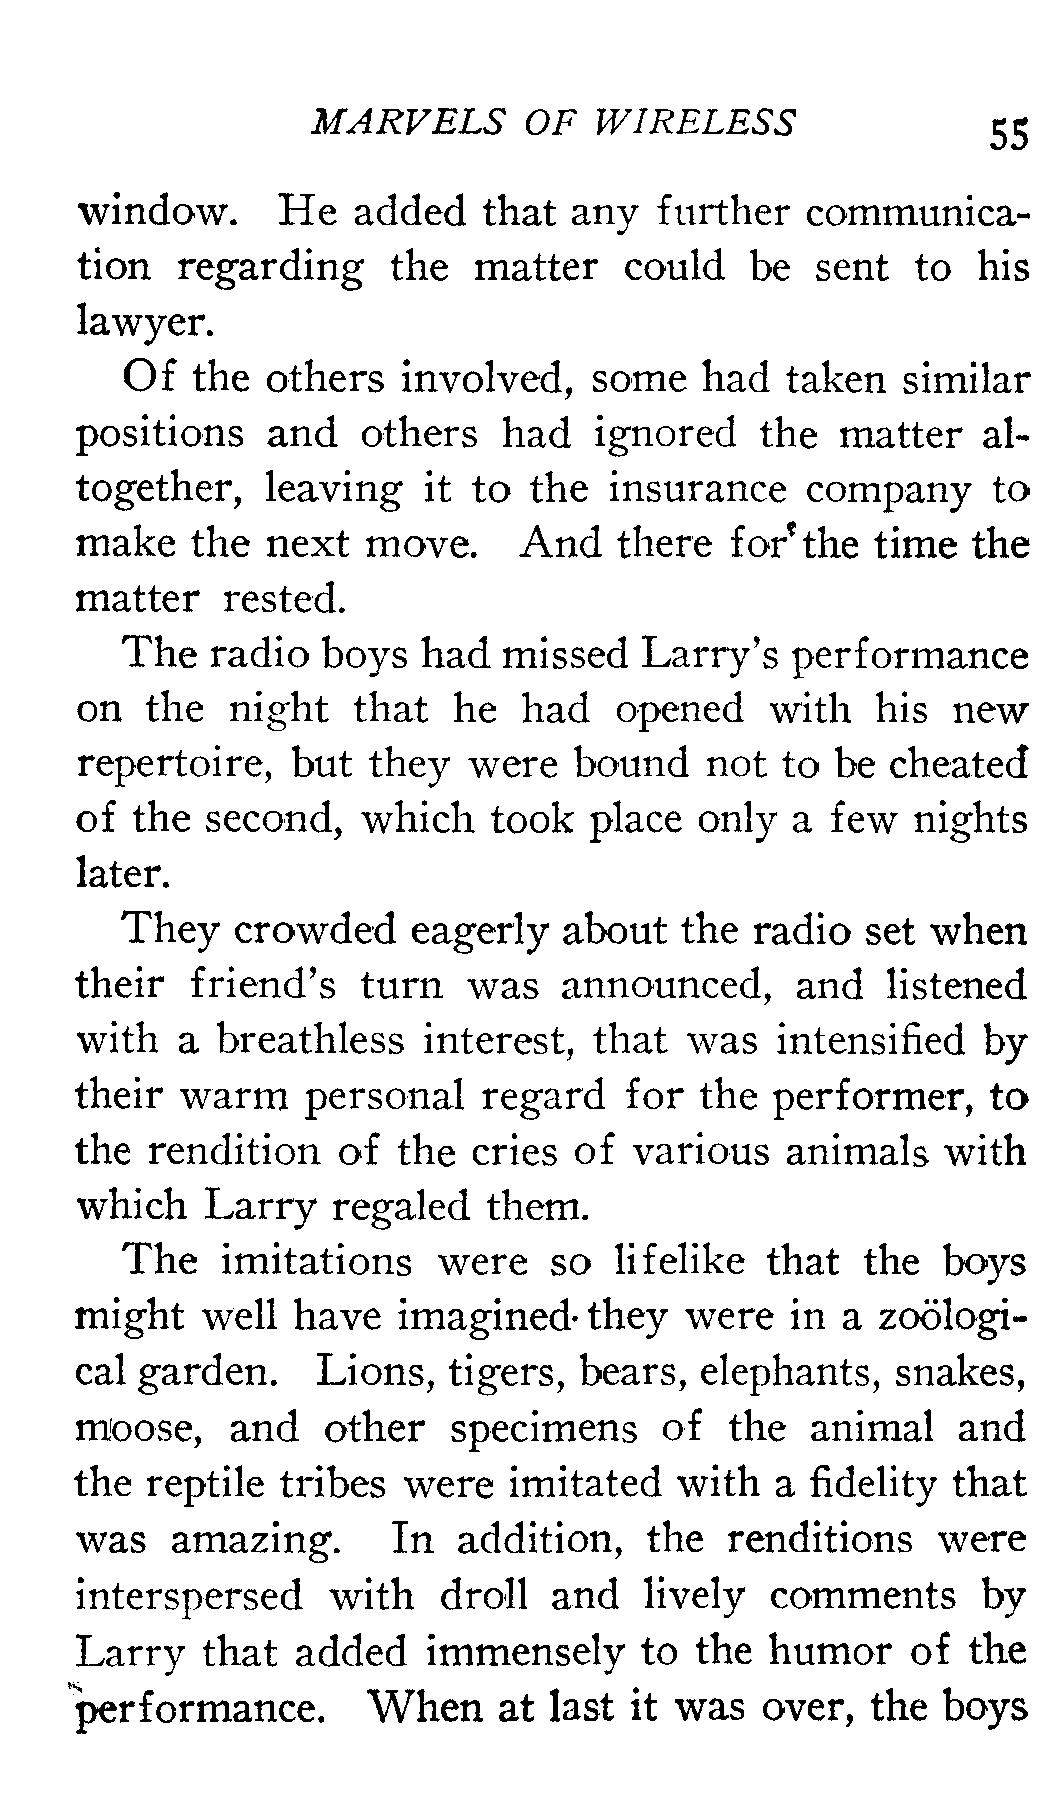 MARVELS OF WIRELESS 55
window. He added that any further communica-
tion regarding the matter could be sent to his
lawyer.
Of the others involved, some had taken similar
positions and others had ignored the matter al-
together, leaving it to the insurance company to
make the next move. And there for the time the
matter rested.
The radio boys had missed Larry's performance
on the night that he had opened with his new
repertoire, but they were bound not to be cheated
of the second, which took place only a few nights
later.
They crowded eagerly about the radio set when
their friend's turn was announced, and listened
with a breathless interest, that was intensified by
their warm personal regard for the performer, to
the rendition of the cries of various animals with
which Larry regaled them.
The imitations were so lifelike that the boys
might well have imagined they were in a zoölogi-
cal garden. Lions, tigers, bears, elephants, snakes,
moose, and other specimens of the animal and
the reptile tribes were imitated with a fidelity that
was amazing. In addition, the renditions were
interspersed with droll and lively comments by
Larry that added immensely to the humor of the
performance. When at last it was over, the boys